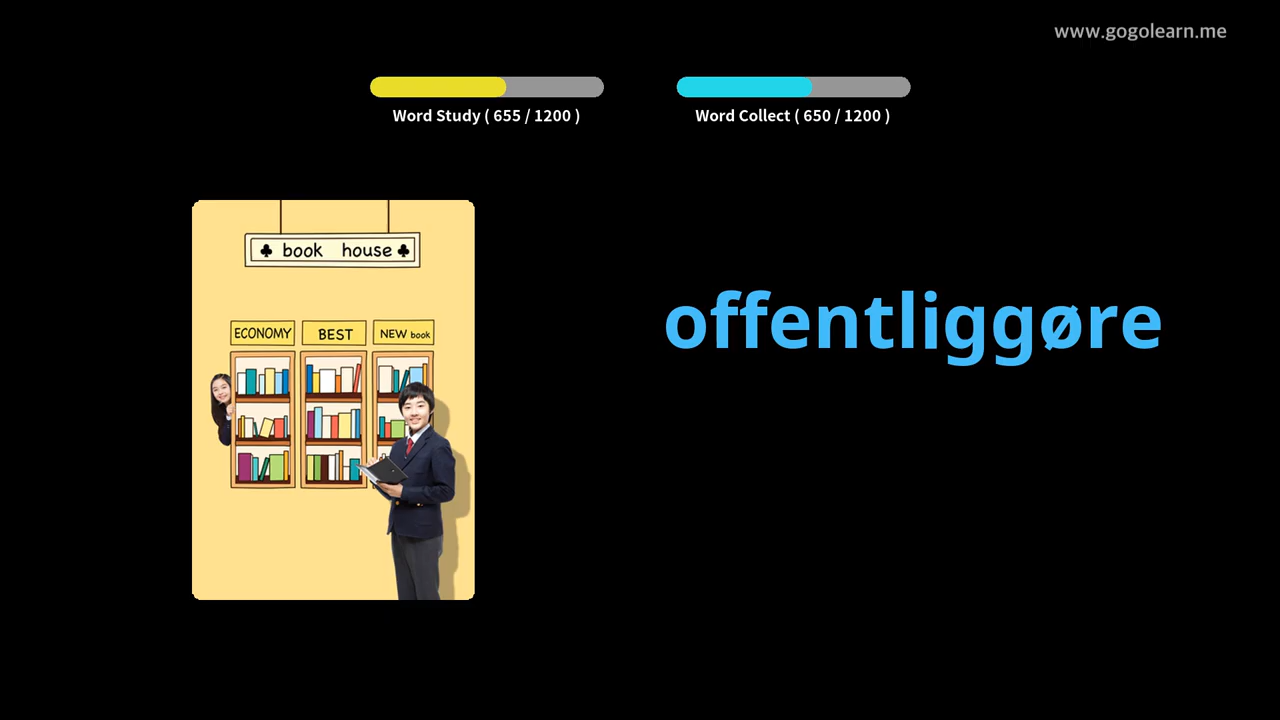 www.gogolearn.me
Word Study ( 655 / 1200 )
Word Collect ( 650 / 1200 )
♣ book house ♣
ECONOMY
BEST
NEW book
offentliggøre